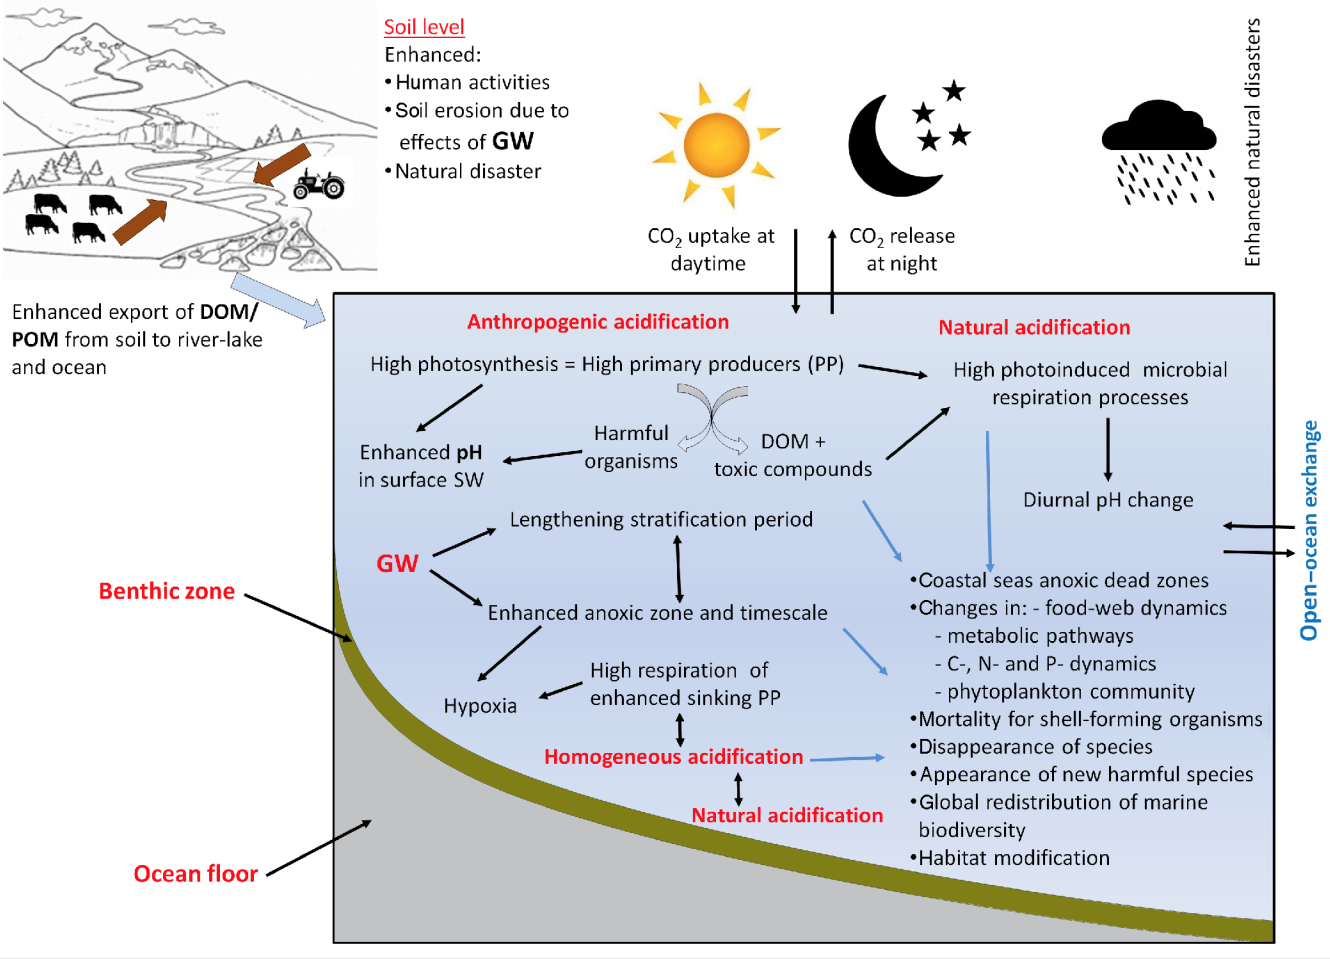 Soil level
Enhanced:
•Human activities
•Soil erosion due to
effects of GW
•Natural disaster
CO₂ uptake at
daytime
CO₂ release
at night
Enhanced natural disasters
Enhanced export of DOM/
POM from soil to river-lake
and ocean
Anthropogenic acidification
Natural acidification
High photosynthesis = High primary producers (PP)
High photoinduced microbial
respiration processes
Harmful
organisms
DOM +
toxic compounds
Enhanced pH
in surface SW
Diurnal pH change
Lengthening stratification period
GW
Enhanced anoxic zone and timescale
Benthic zone
High respiration of
enhanced sinking PP
Hypoxia
Homogeneous acidification
Natural acidification
Ocean floor
•Coastal seas anoxic dead zones
•Changes in: - food-web dynamics
- metabolic pathways
- C-, N- and P- dynamics
- phytoplankton community
•Mortality for shell-forming organisms
•Disappearance of species
•Appearance of new harmful species
•Global redistribution of marine
biodiversity
•Habitat modification
Open–ocean exchange